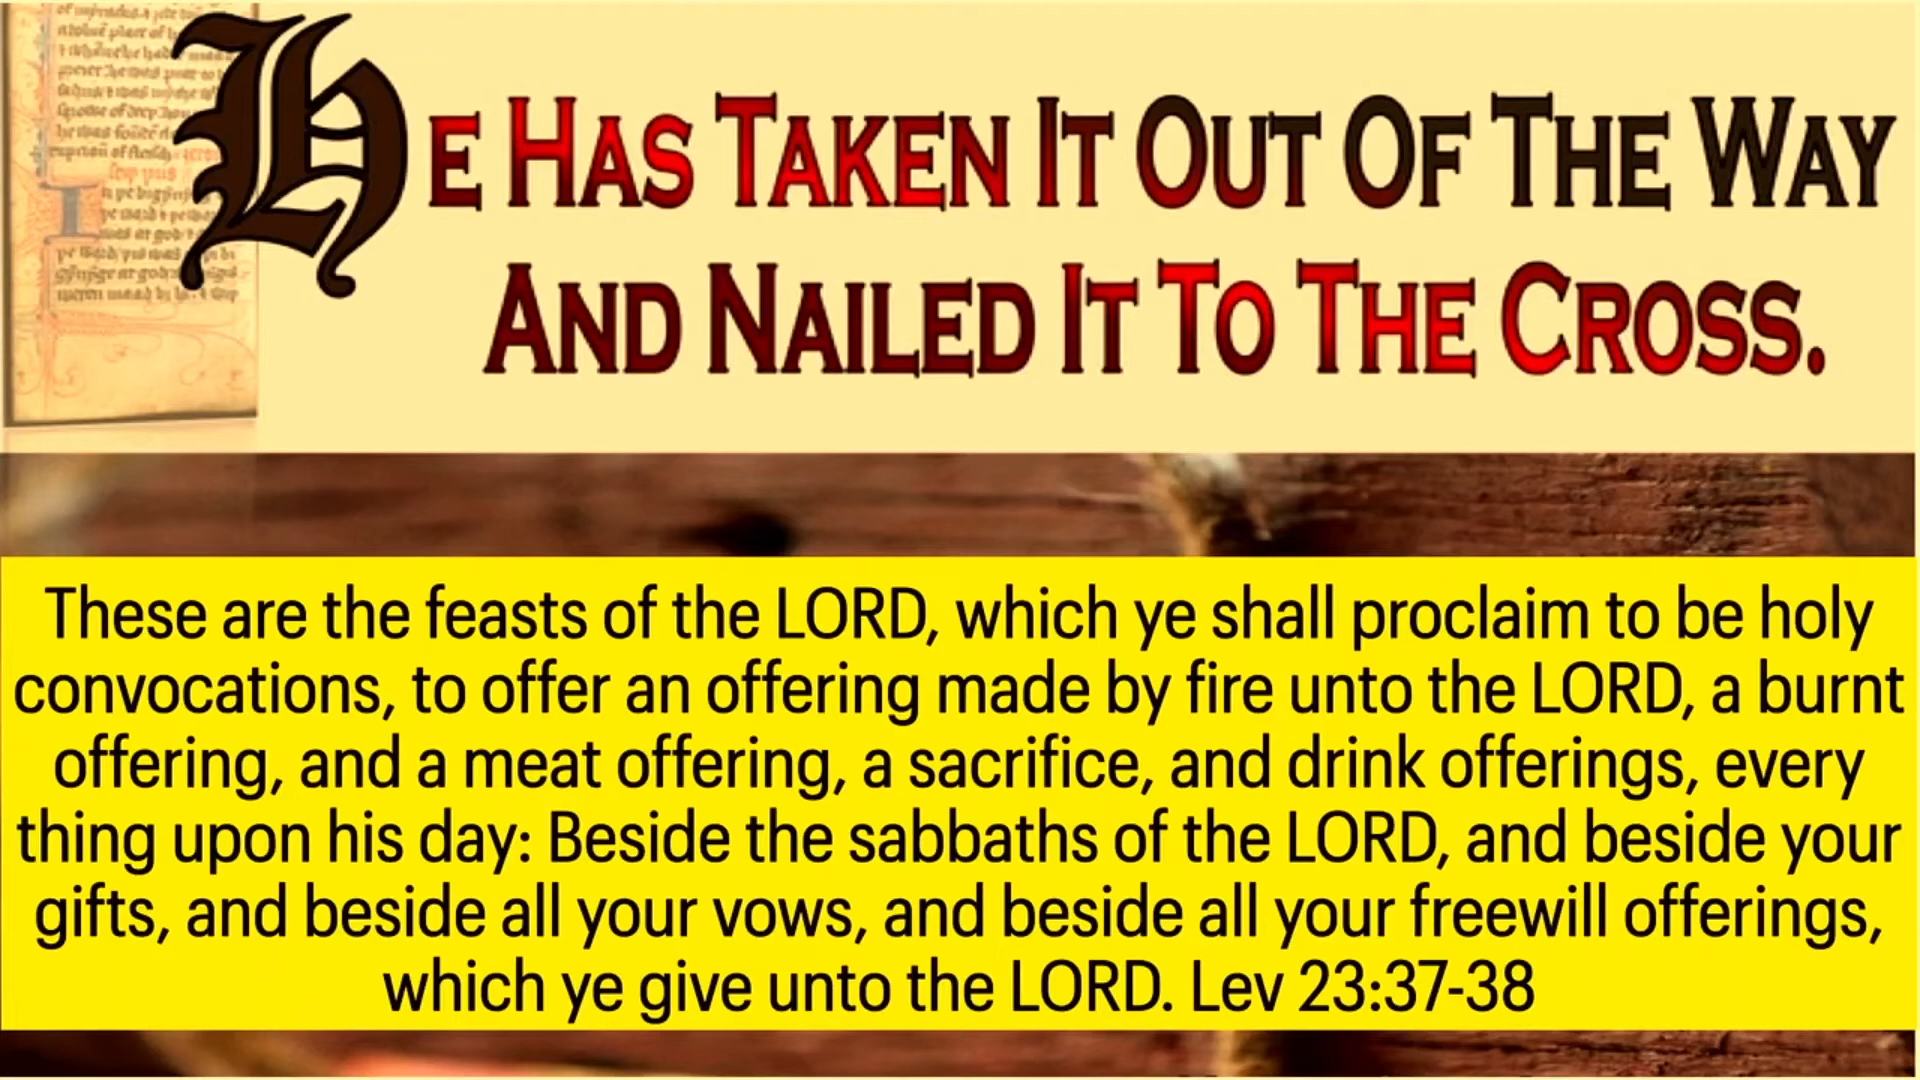 He Has Taken It Out Of The Way
And Nailed It To The Cross.
These are the feasts of the LORD, which ye shall proclaim to be holy
convocations, to offer an offering made by fire unto the LORD, a burnt
offering, and a meat offering, a sacrifice, and drink offerings, every
thing upon his day: Beside the sabbaths of the LORD, and beside your
gifts, and beside all your vows, and beside all your freewill offerings,
which ye give unto the LORD. Lev 23:37-38